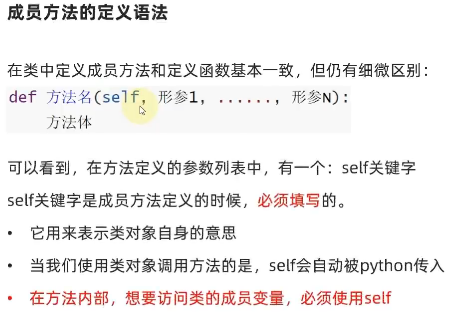 成员方法的定义语法
在类中定义成员方法和定义函数基本一致，但仍有细微区别：
def 方法名(self, 形参1, ......, 形参N):
方法体
可以看到，在方法定义的参数列表中，有一个：self关键字
self关键字是成员方法定义的时候，必须填写的。
• 它用来表示类对象自身的意思
• 当我们使用类对象调用方法的是，self会自动被python传入
• 在方法内部，想要访问类的成员变量，必须使用self